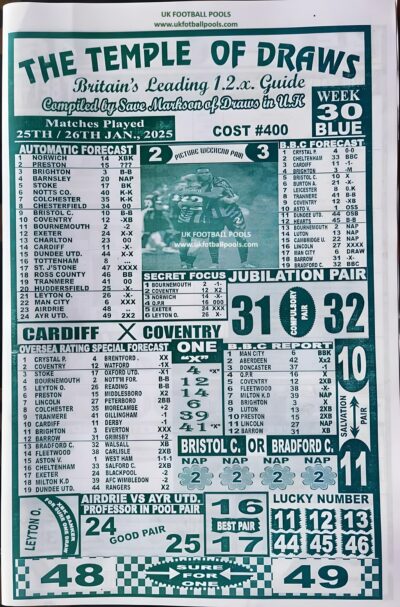 UK FOOTBALL POOLS
www.ukfotballpools.com
THE TEMPLE OF DRAWS
Britain's Leading 1.2.x. Guide
Compiled by Save Markson of Draws in U.K
WEEK
30
BLUE
Matches Played
25TH / 26TH JAN., 2025
COST #400
AUTOMATIC FORECAST
1 NORWICH 14 XBK
2 PRESTON 15 ???
3 BRIGHTON 3 B-B
4 BARNSLEY 20 NAP
5 STOKE 17 BK
6 NOTTS CO. 40 K-K
7 COLCHESTER 35 K-K
8 CHESTERFIELD 34 00
9 BRISTOL C. 10 B-B
10 COVENTRY 12 -XB
11 BOURNEMOUTH 2 -2
12 EXETER 24 X-X
13 CHARLTON 23 00
14 CARDIFF 11 X-
15 DUNDEE UTD. 44 X-X
16 TOTTENHAM 8
17 ST. J'STONE 47 XXXX
18 ROSS COUNTY 46 BB
19 TRANMERE 41 00
20 HUDDERSFIELD 25 -X
21 LEYTON O. 26 -X-
22 MAN CITY 6 XXX
23 AIRDRIE 48
24 AYR UTD. 49 2X2
2 PICTURE WEEKEND PAIR 3
UK FOOTBALL POOLS
www.ukfotballpools.com
B.B.C FORECAST
1 CRYSTAL P. 4 0-0
2 CHELTENHAM 33 BBC
3 CARDIFF 11 -1-
4 BRIGHTON 3 -M
5 BRISTOL C. 10 X
6 BURTON A. 21 -X-
7 LEICESTER 8 G.K
8 TRANMERE 41 B-B
9 COVENTRY 12 -XB
10 ASTO V. 1 OSS
11 DUNDEE UTD. 44 OSB
12 HEARTS 45 B-B
13 BOURNEMOUTH 2 NAP
14 LUTON 13 NAP
15 CAMBRIDGE U. 22 NAP
16 LINCOLN 27 XXXX
17 MAN CITY 6 DRAW
18 BARROW 31 -X-
19 BRADFORD C. 32 BBC
SECRET FOCUS
1 BOURNEMOUTH 2 -1-
2 COVENTRY 12 X2
3 NORWICH 14 -X-
4 Q.P.R 16 000
5 EXETER 24 XXX
6 LEYTON O. 26 X-
JUBILATION PAIR
31 COMPULSORY PAIR 32
CARDIFF X COVENTRY
OVERSEA RATING SPECIAL FORECAST
1 CRYSTAL P. 4 BRENTFORD XX
2 COVENTRY 12 WATFORD -1X
3 STOKE 17 OXFORD UTD. -X1
4 BOURNEMOUTH 2 NOTT'M FOR. B-B
5 LEYTON O. 26 READING B-B
6 PRESTON 15 MIDDLESBORO X2
7 LINCOLN 27 PETERBORO 2BB
8 COLCHESTER 35 MORECAMBE +2
9 TRANMERE 41 GILLINGHAM 3
10 CARDIFF 11 DERBY -1
11 BRIGHTON 3 EVERTON XXX
12 BARROW 31 GRIMSBY +2
13 BRADFORD C. 32 WALSALL XB
14 FLEETWOOD 38 CARLISLE 2XB
15 ASTON V. 1 WEST HAM 1-1-1
16 CHELTENHAM 33 SALFORD C. 2XB
17 EXETER 24 BLACKPOOL -2
18 MILTON K.D 39 AFC WIMBLEDON -2
19 DUNDEE UTD. 44 RANGERS X2
ONE
"X"
4 "X"
12
14
6
39
41 "X"
B.B.C REPORT
1 MAN CITY 6 BBK
2 ABERDEEN 42 Xx2
3 DONCASTER 37 -1
4 Q.P.R 16 X
5 COVENTRY 12 2XB
6 FLEETWOOD 38 -X-
7 MILTON K.D 39 NAP
8 BRIGHTON 3 X
9 LUTON 13 2XB
10 PRESTON 15 2XB
11 LINCOLN 27 NAP
12 BARROW 31 XB
10
SALVATION PAIR
11
BRISTOL C. OR BRADFORD C.
NAP NAP NAP NAP
2 2 2 2
LEYTON O.
AIRDRIE VS AYR UTD.
PROFESSOR IN POOL PAIR
24
GOOD PAIR
25
16
BEST PAIR
17
LUCKY NUMBER
11 12 13
44 45 46
48 SURE FOR ONE 49